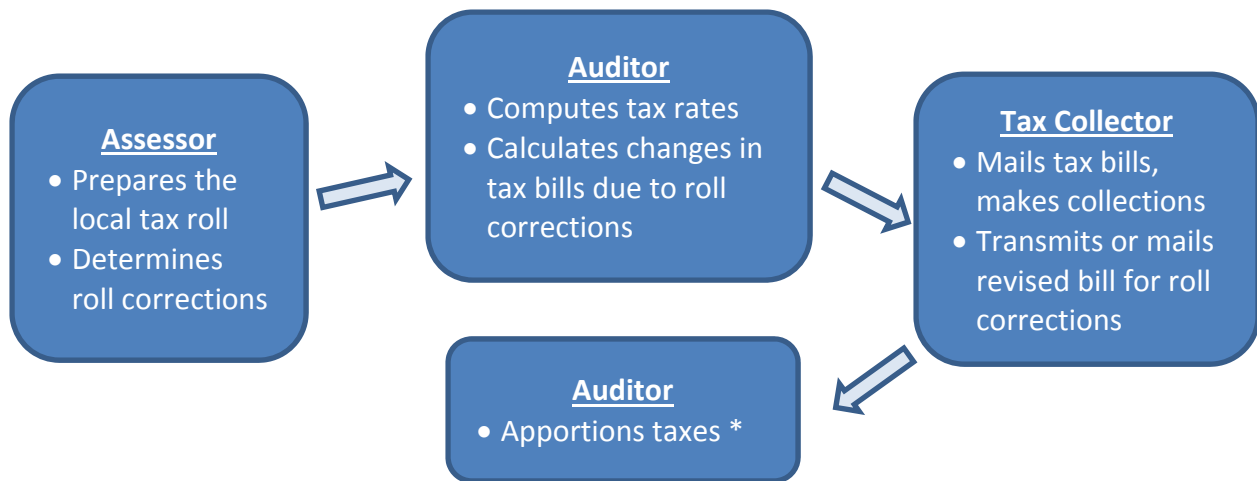 Assessor
• Prepares the
local tax roll
• Determines
roll corrections
Auditor
• Computes tax rates
• Calculates changes in
tax bills due to roll
corrections
Tax Collector
• Mails tax bills,
makes collections
• Transmits or mails
revised bill for roll
corrections
Auditor
• Apportions taxes *